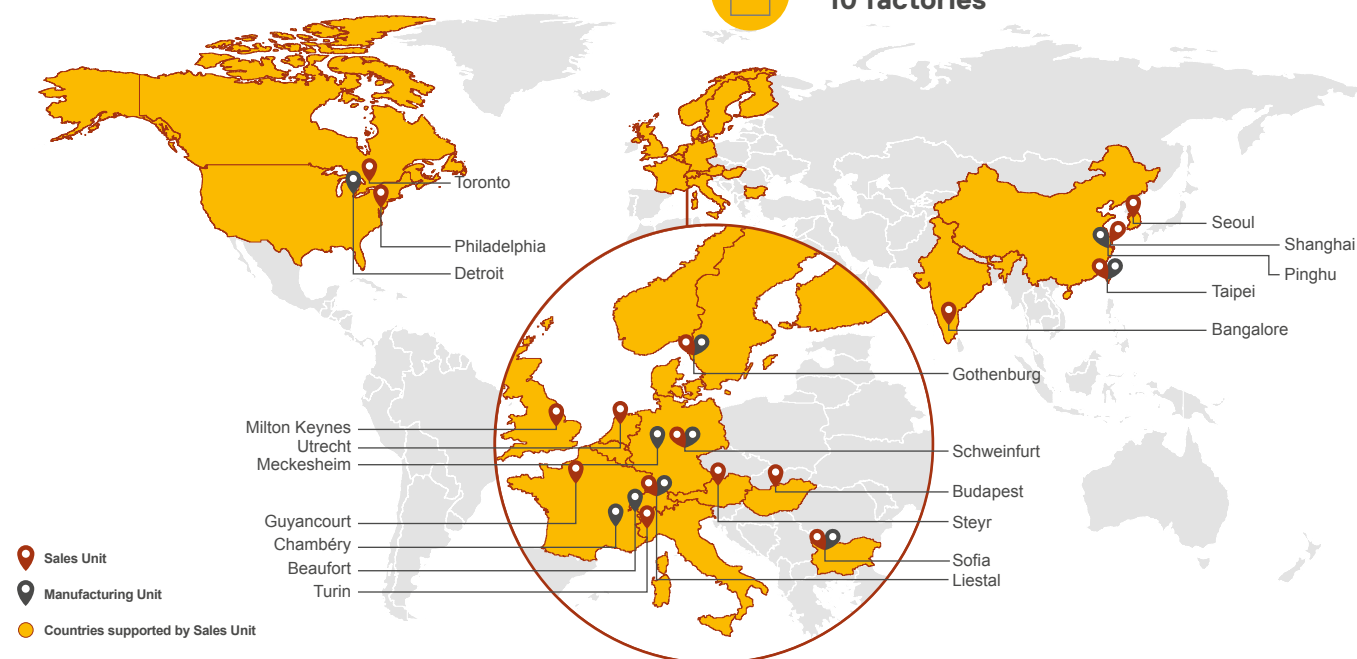 10 factories
Toronto
Philadelphia
Detroit
Seoul
Shanghai
Pinghu
Taipei
Bangalore
Gothenburg
Milton Keynes
Utrecht
Meckesheim
Schweinfurt
Budapest
Steyr
Guyancourt
Chambéry
Beaufort
Turin
Sofia
Liestal
Sales Unit
Manufacturing Unit
Countries supported by Sales Unit